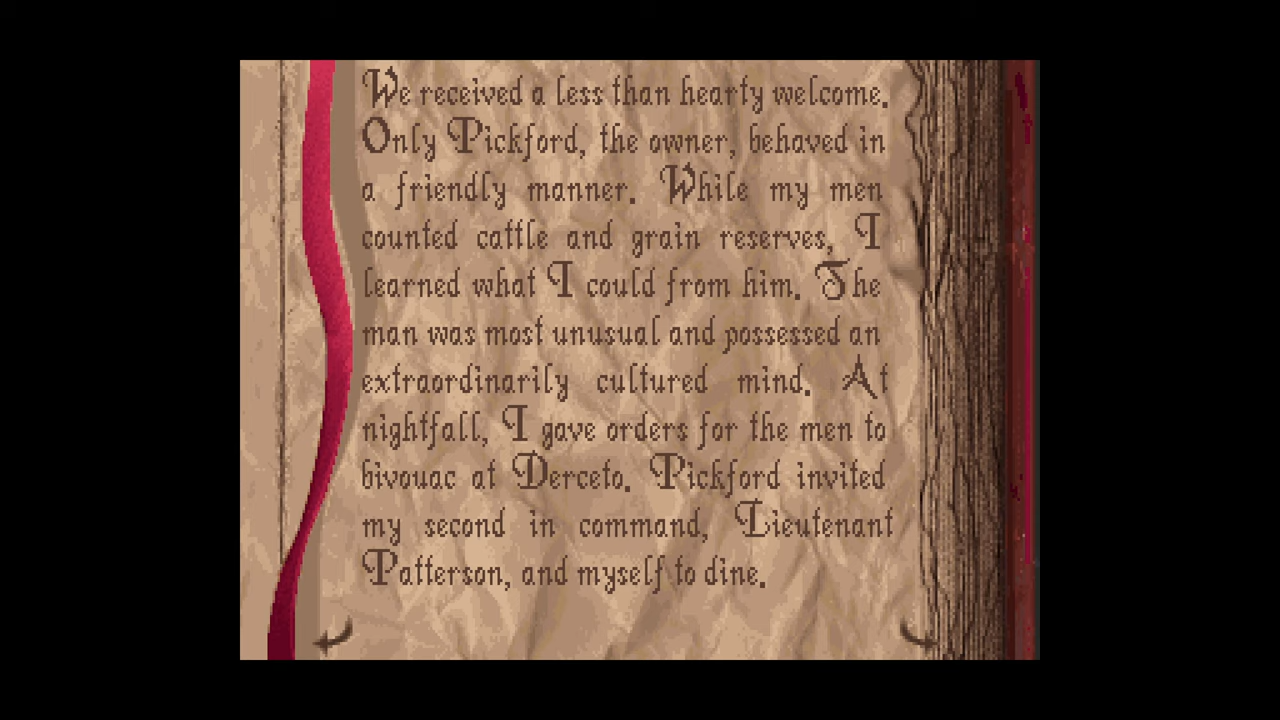 We received a less than hearty welcome.
Only Pickford, the owner, behaved in
a friendly manner. While my men
counted cattle and grain reserves, I
learned what I could from him. The
man was most unusual and possessed an
extraordinarily cultured mind. At
nightfall, I gave orders for the men to
bivouac at Derceto. Pickford invited
my second in command, Lieutenant
Patterson, and myself to dine.